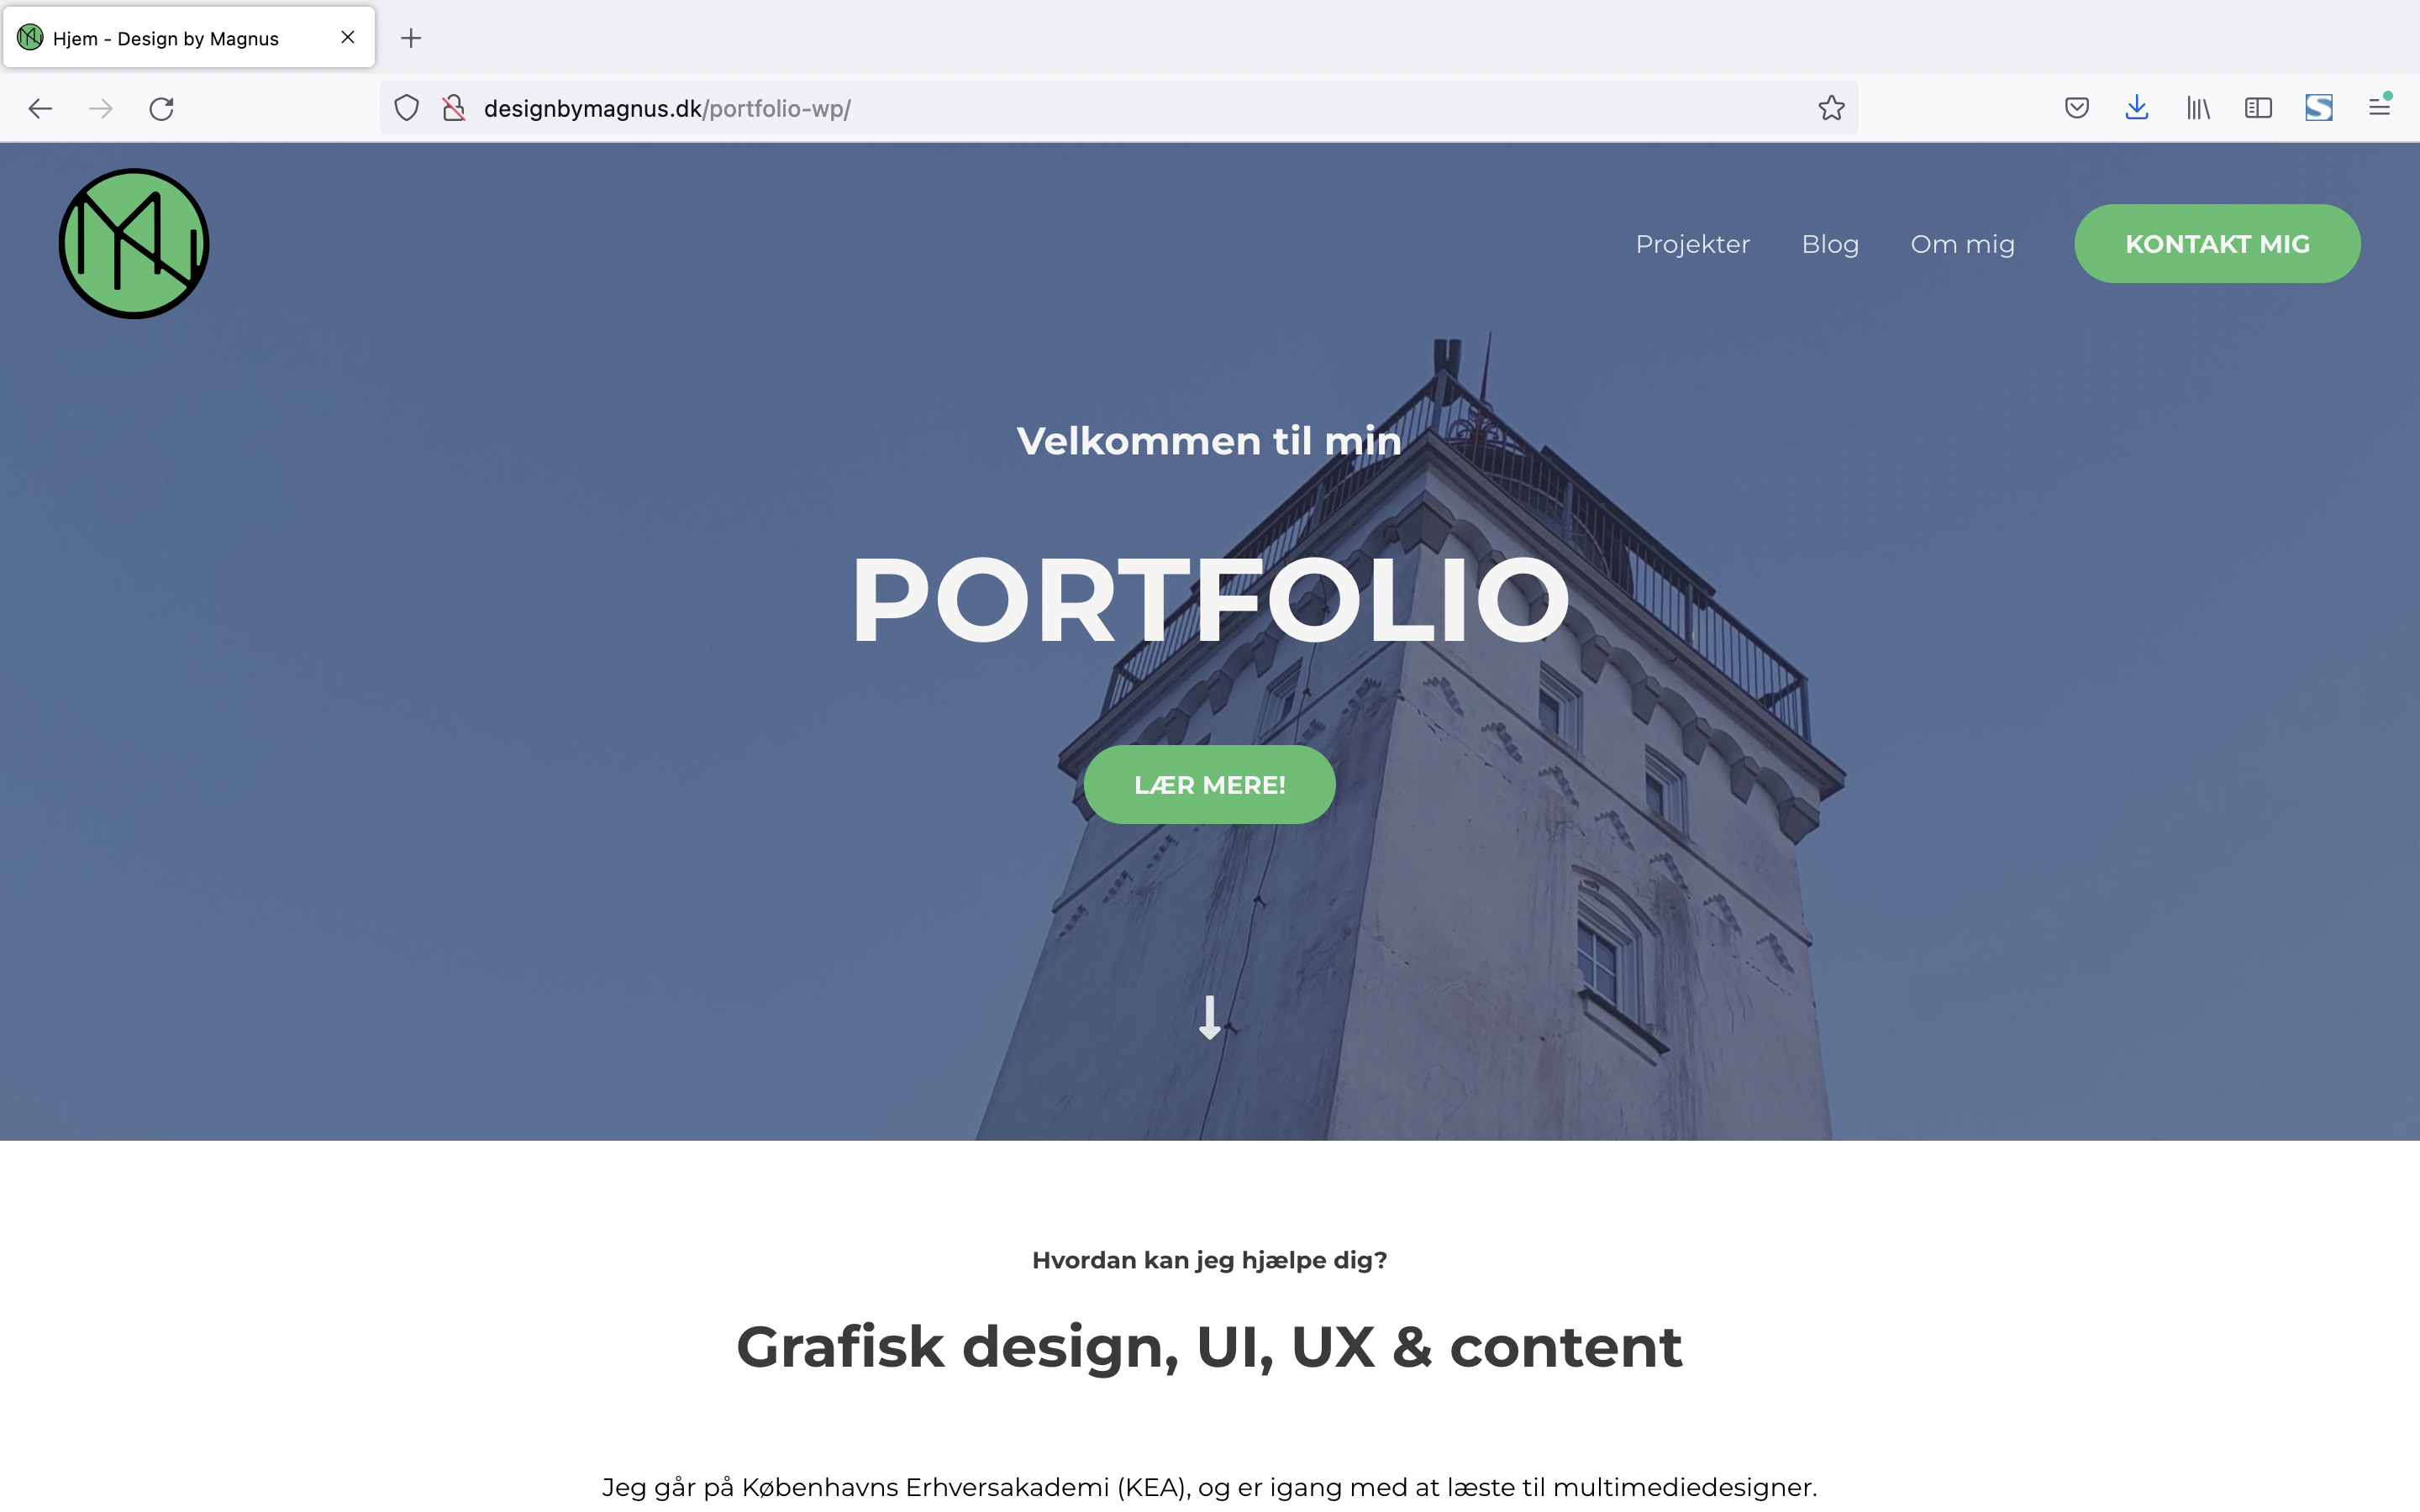 Hjem - Design by Magnus
designbymagnus.dk/portfolio-wp/
Projekter Blog Om mig KONTAKT MIG
Velkommen til min
PORTFOLIO
LÆR MERE!
Hvordan kan jeg hjælpe dig?
Grafisk design, UI, UX & content
Jeg går på Københavns Erhversakademi (KEA), og er igang med at læste til multimediedesigner.